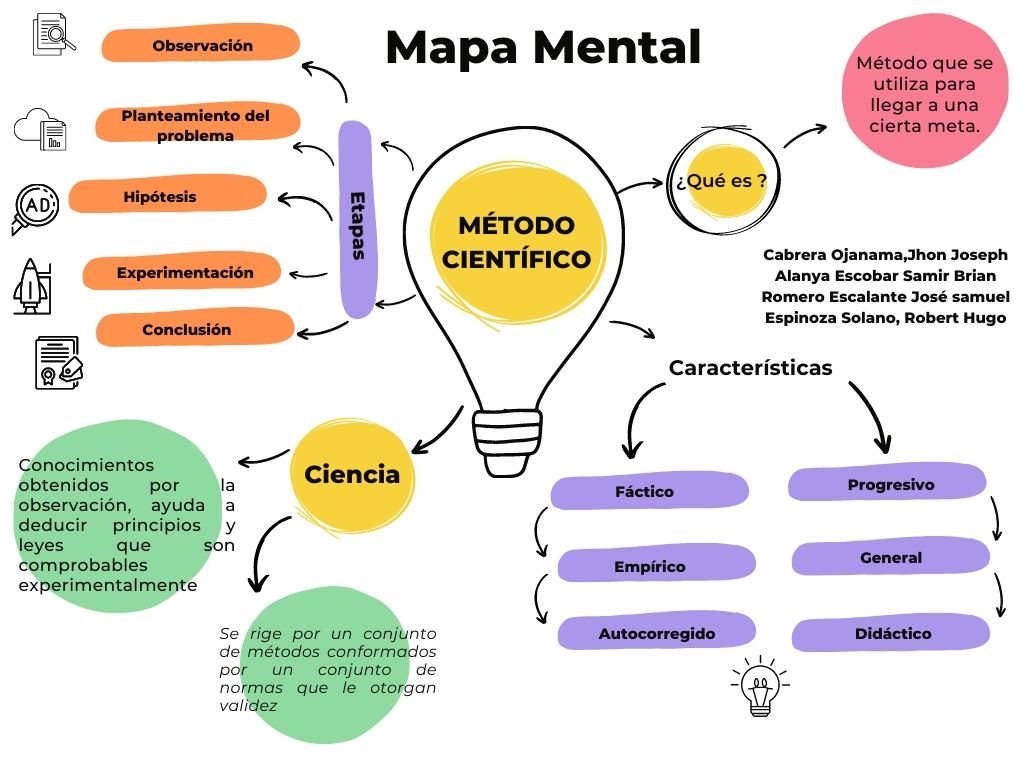 Mapa Mental
Observación
Planteamiento del
problema
Hipótesis
Experimentación
Conclusión
AD
Etapas
MÉTODO
CIENTÍFICO
¿Qué es ?
Método que se
utiliza para
llegar a una
cierta meta.
Cabrera Ojanama,Jhon Joseph
Alanya Escobar Samir Brian
Romero Escalante José samuel
Espinoza Solano, Robert Hugo
Características
Fáctico
Empírico
Autocorregido
Progresivo
General
Didáctico
Ciencia
Conocimientos
obtenidos por la
observación, ayuda a
deducir principios y
leyes que son
comprobables
experimentalmente
Se rige por un conjunto
de métodos conformados
por un conjunto de
normas que le otorgan
validez